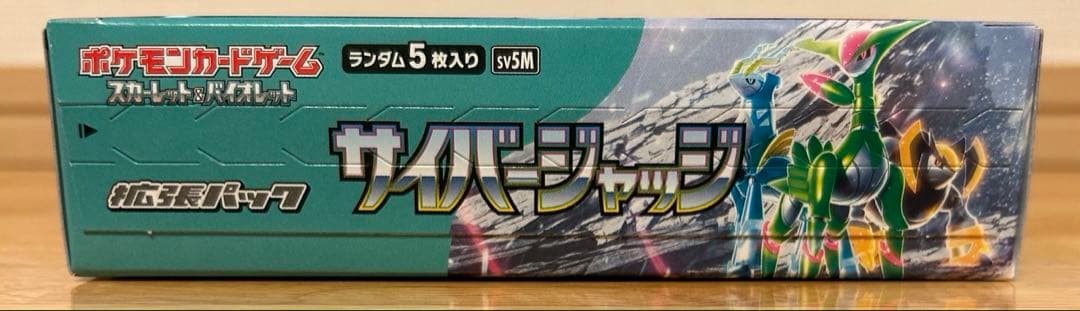 ポケモンカードゲーム
スカーレット&バイオレット
ランダム5枚入り
SV5M
サイバージャッジ
拡張パック